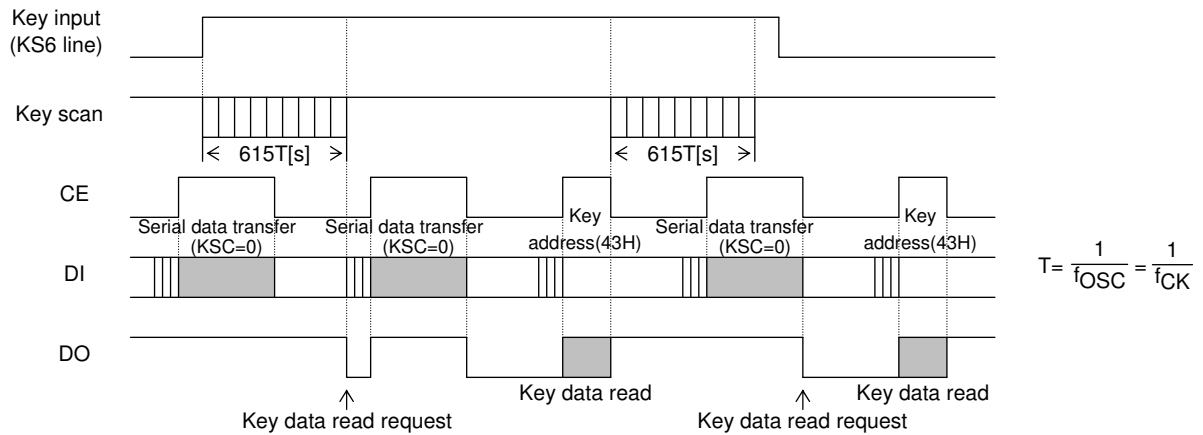 Key input
(KS6 line)
Key scan
615T[s]
615T[s]
CE
Serial data transfer
(KSC=0)
Serial data transfer
(KSC=0)
Key
address(43H)
Serial data transfer
(KSC=0)
Key
address(43H)
DI
T= 1/fOSC = 1/fCK
DO
Key data read
Key data read
Key data read request
Key data read request